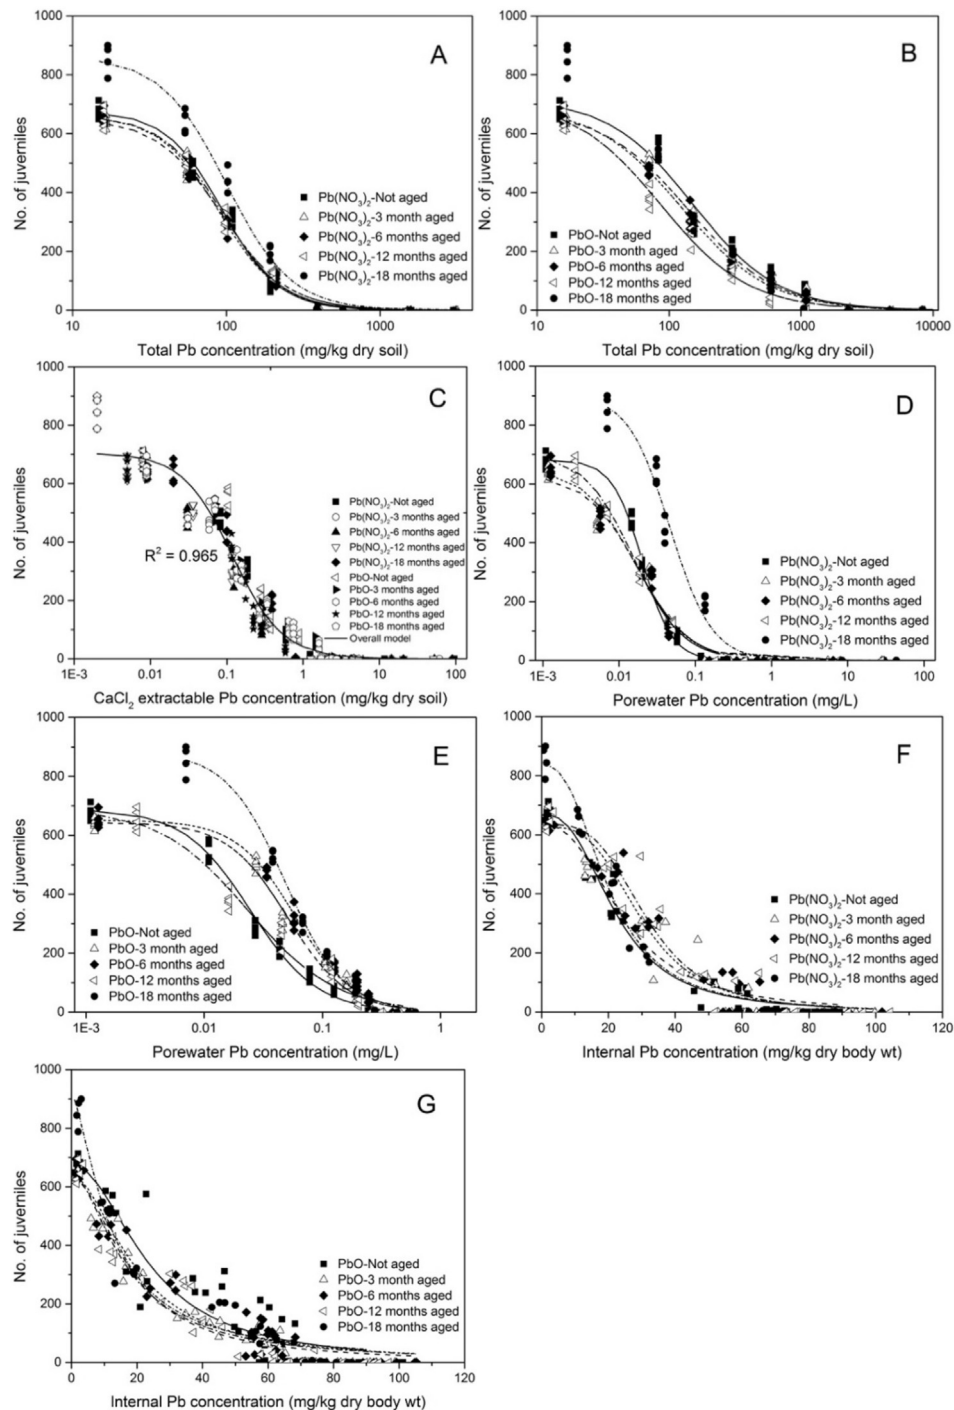 1000
800
600
400
200
0
No. of juverniles
A
Pb(NO3)2-Not aged
Pb(NO3)2-3 month aged
Pb(NO3)2-6 months aged
Pb(NO3)2-12 months aged
Pb(NO3)2-18 months aged
10 100 1000
Total Pb concentration (mg/kg dry soil)
1000
800
600
400
200
0
No. of juverniles
B
PbO-Not aged
PbO-3 month aged
PbO-6 months aged
PbO-12 months aged
PbO-18 months aged
10 100 1000 10000
Total Pb concentration (mg/kg dry soil)
1000
800
600
400
200
0
No. of juverniles
C
R2 = 0.965
Pb(NO3)2-Not aged
Pb(NO3)2-3 months aged
Pb(NO3)2-6 months aged
Pb(NO3)2-12 months aged
Pb(NO3)2-18 months aged
PbO-Not aged
PbO-3 months aged
PbO-6 months aged
PbO-12 months aged
PbO-18 months aged
Overall model
0.01 0.1 1 10 100
CaCl2 extractable Pb concentration (mg/kg dry soil)
1000
800
600
400
200
0
No. of juverniles
D
Pb(NO3)2-Not aged
Pb(NO3)2-3 month aged
Pb(NO3)2-6 months aged
Pb(NO3)2-12 months aged
Pb(NO3)2-18 months aged
1E-3 0.01 0.1 1 10 100
Porewater Pb concentration (mg/L)
1000
800
600
400
200
0
No. of juverniles
E
PbO-Not aged
PbO-3 month aged
PbO-6 months aged
PbO-12 months aged
PbO-18 months aged
1E-3 0.01 0.1 1
Porewater Pb concentration (mg/L)
1000
800
600
400
200
0
No. of juverniles
F
Pb(NO3)2-Not aged
Pb(NO3)2-3 month aged
Pb(NO3)2-6 months aged
Pb(NO3)2-12 months aged
Pb(NO3)2-18 months aged
0 20 40 60 80 100 120
Internal Pb concentration (mg/kg dry body wt)
1000
800
600
400
200
0
No. of juverniles
G
PbO-Not aged
PbO-3 month aged
PbO-6 months aged
PbO-12 months aged
PbO-18 months aged
0 20 40 60 80 100 120
Internal Pb concentration (mg/kg dry body wt)